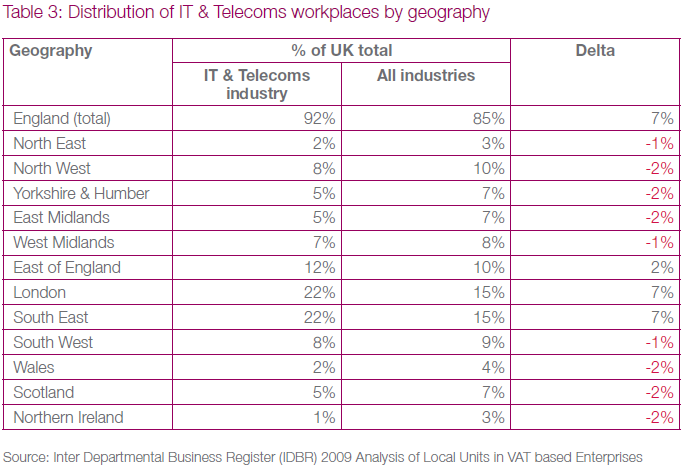 Table 3: Distribution of IT & Telecoms workplaces by geography
Geography % of UK total Delta
IT & Telecoms industry All industries
England (total) 92% 85% 7%
North East 2% 3% -1%
North West 8% 10% -2%
Yorkshire & Humber 5% 7% -2%
East Midlands 5% 7% -2%
West Midlands 7% 8% -1%
East of England 12% 10% 2%
London 22% 15% 7%
South East 22% 15% 7%
South West 8% 9% -1%
Wales 2% 4% -2%
Scotland 5% 7% -2%
Northern Ireland 1% 3% -2%
Source: Inter Departmental Business Register (IDBR) 2009 Analysis of Local Units in VAT based Enterprises